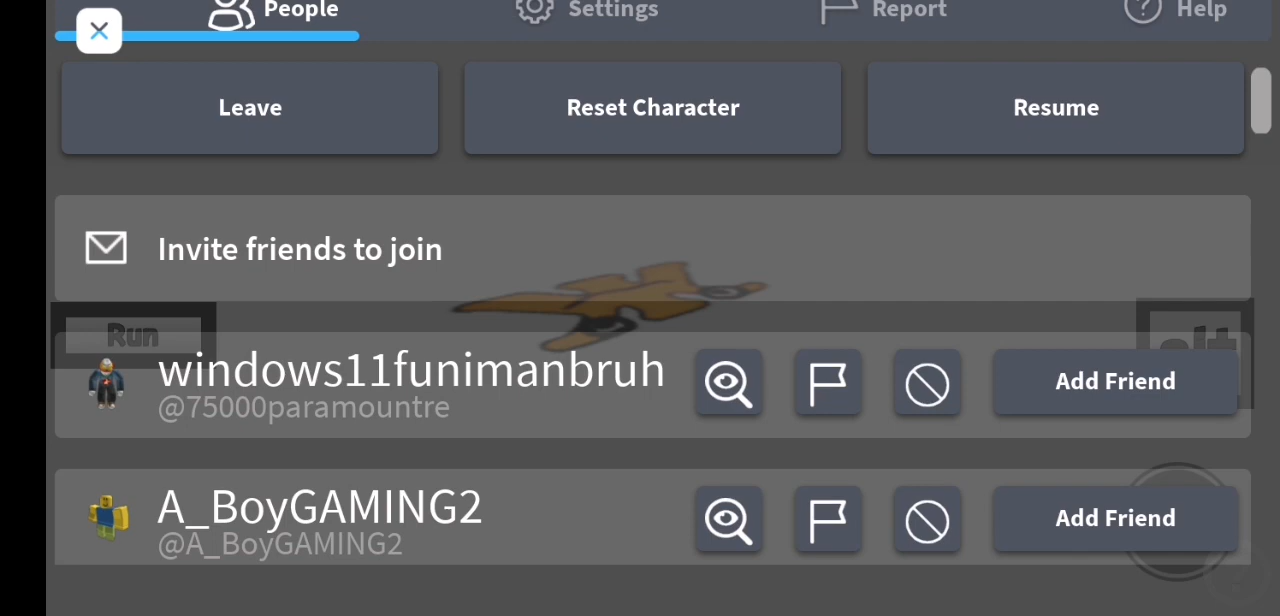 People
Settings
Report
Help
Leave
Reset Character
Resume
Invite friends to join
Run
windows11funimanbruh
@75000paramountre
Add Friend
A_BoyGAMING2
@A_BoyGAMING2
Add Friend